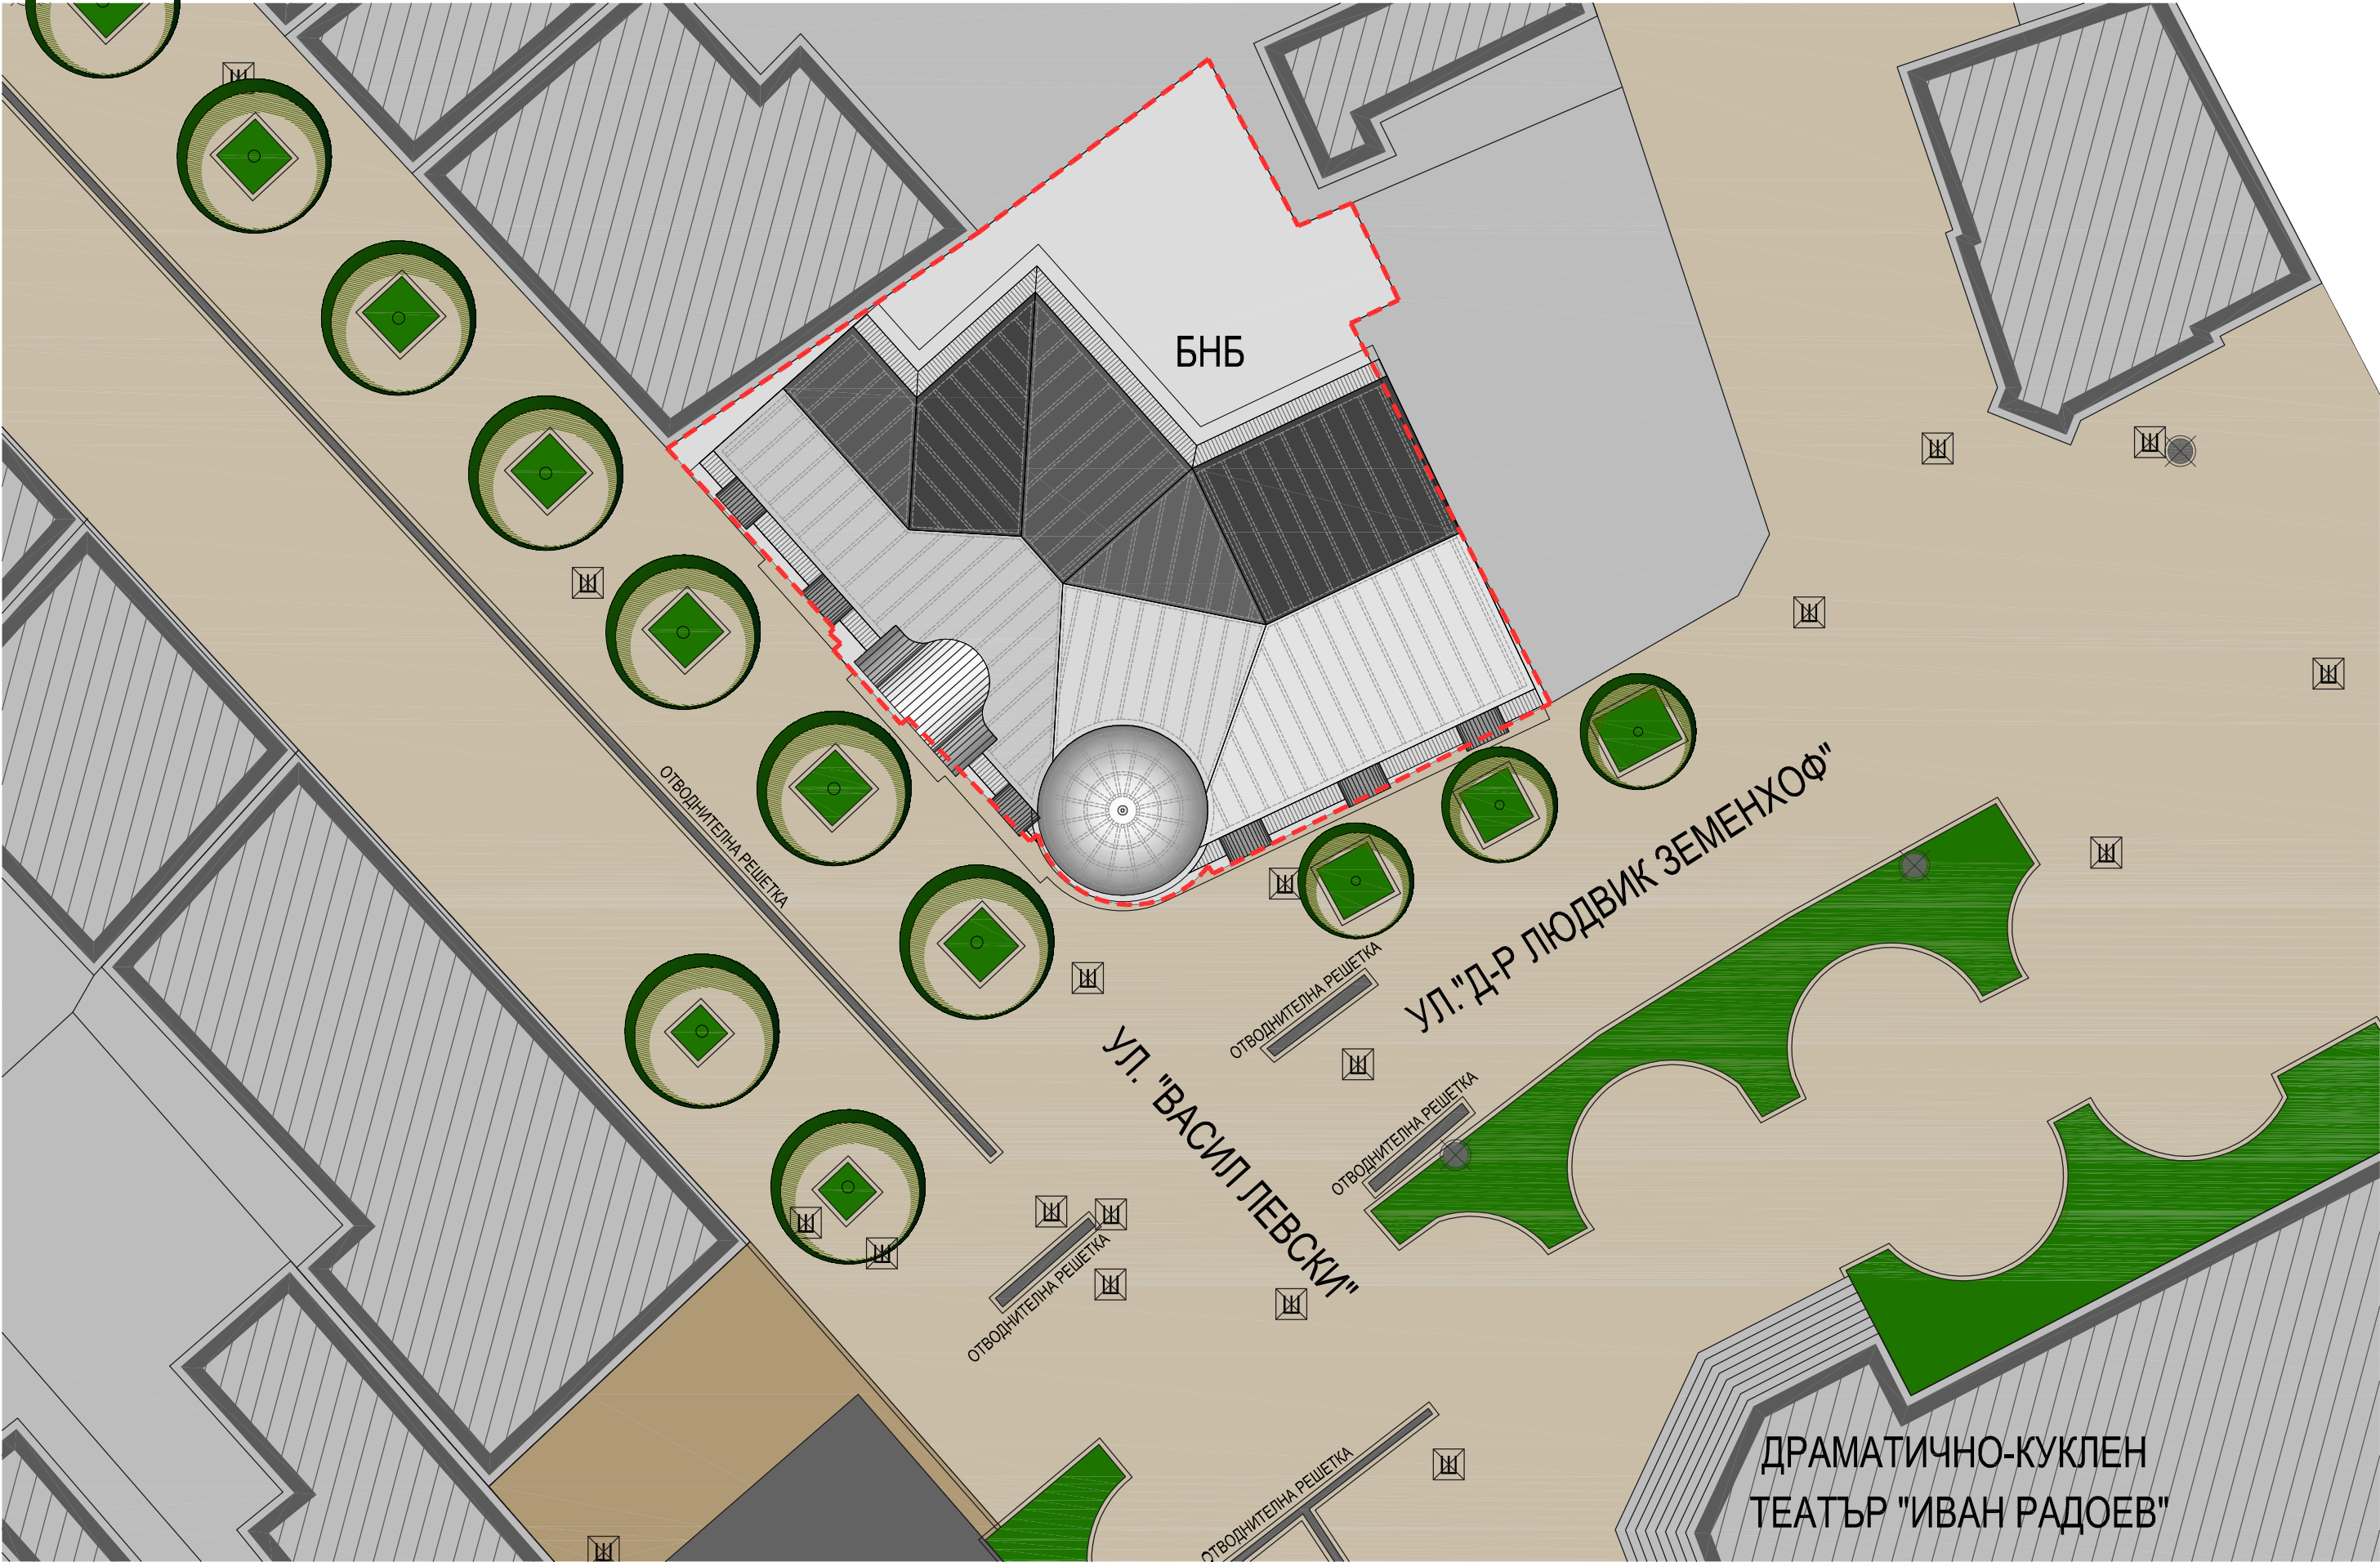 Ш
БНБ
Ш
Ш
Ш
Ш
Ш
ОТВОДНИТЕЛНА РЕШЕТКА
УЛ."Д-Р ЛЮДВИК ЗЕМЕНХОФ"
Ш
Ш
Ш
ОТВОДНИТЕЛНА РЕШЕТКА
Ш
УЛ. "ВАСИЛ ЛЕВСКИ"
ОТВОДНИТЕЛНА РЕШЕТКА
Ш
Ш
Ш
Ш
Ш
ОТВОДНИТЕЛНА РЕШЕТКА
Ш
ОТВОДНИТЕЛНА РЕШЕТКА
Ш
ДРАМАТИЧНО-КУКЛЕН
ТЕАТЪР "ИВАН РАДОЕВ"
Ш